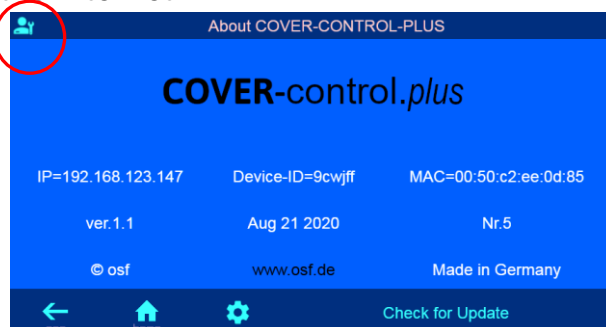 About COVER-CONTROL-PLUS
COVER-control.plus
IP=192.168.123.147 Device-ID=9cwjff MAC=00:50:c2:ee:0d:85
ver.1.1 Aug 21 2020 Nr.5
© osf www.osf.de Made in Germany
Check for Update